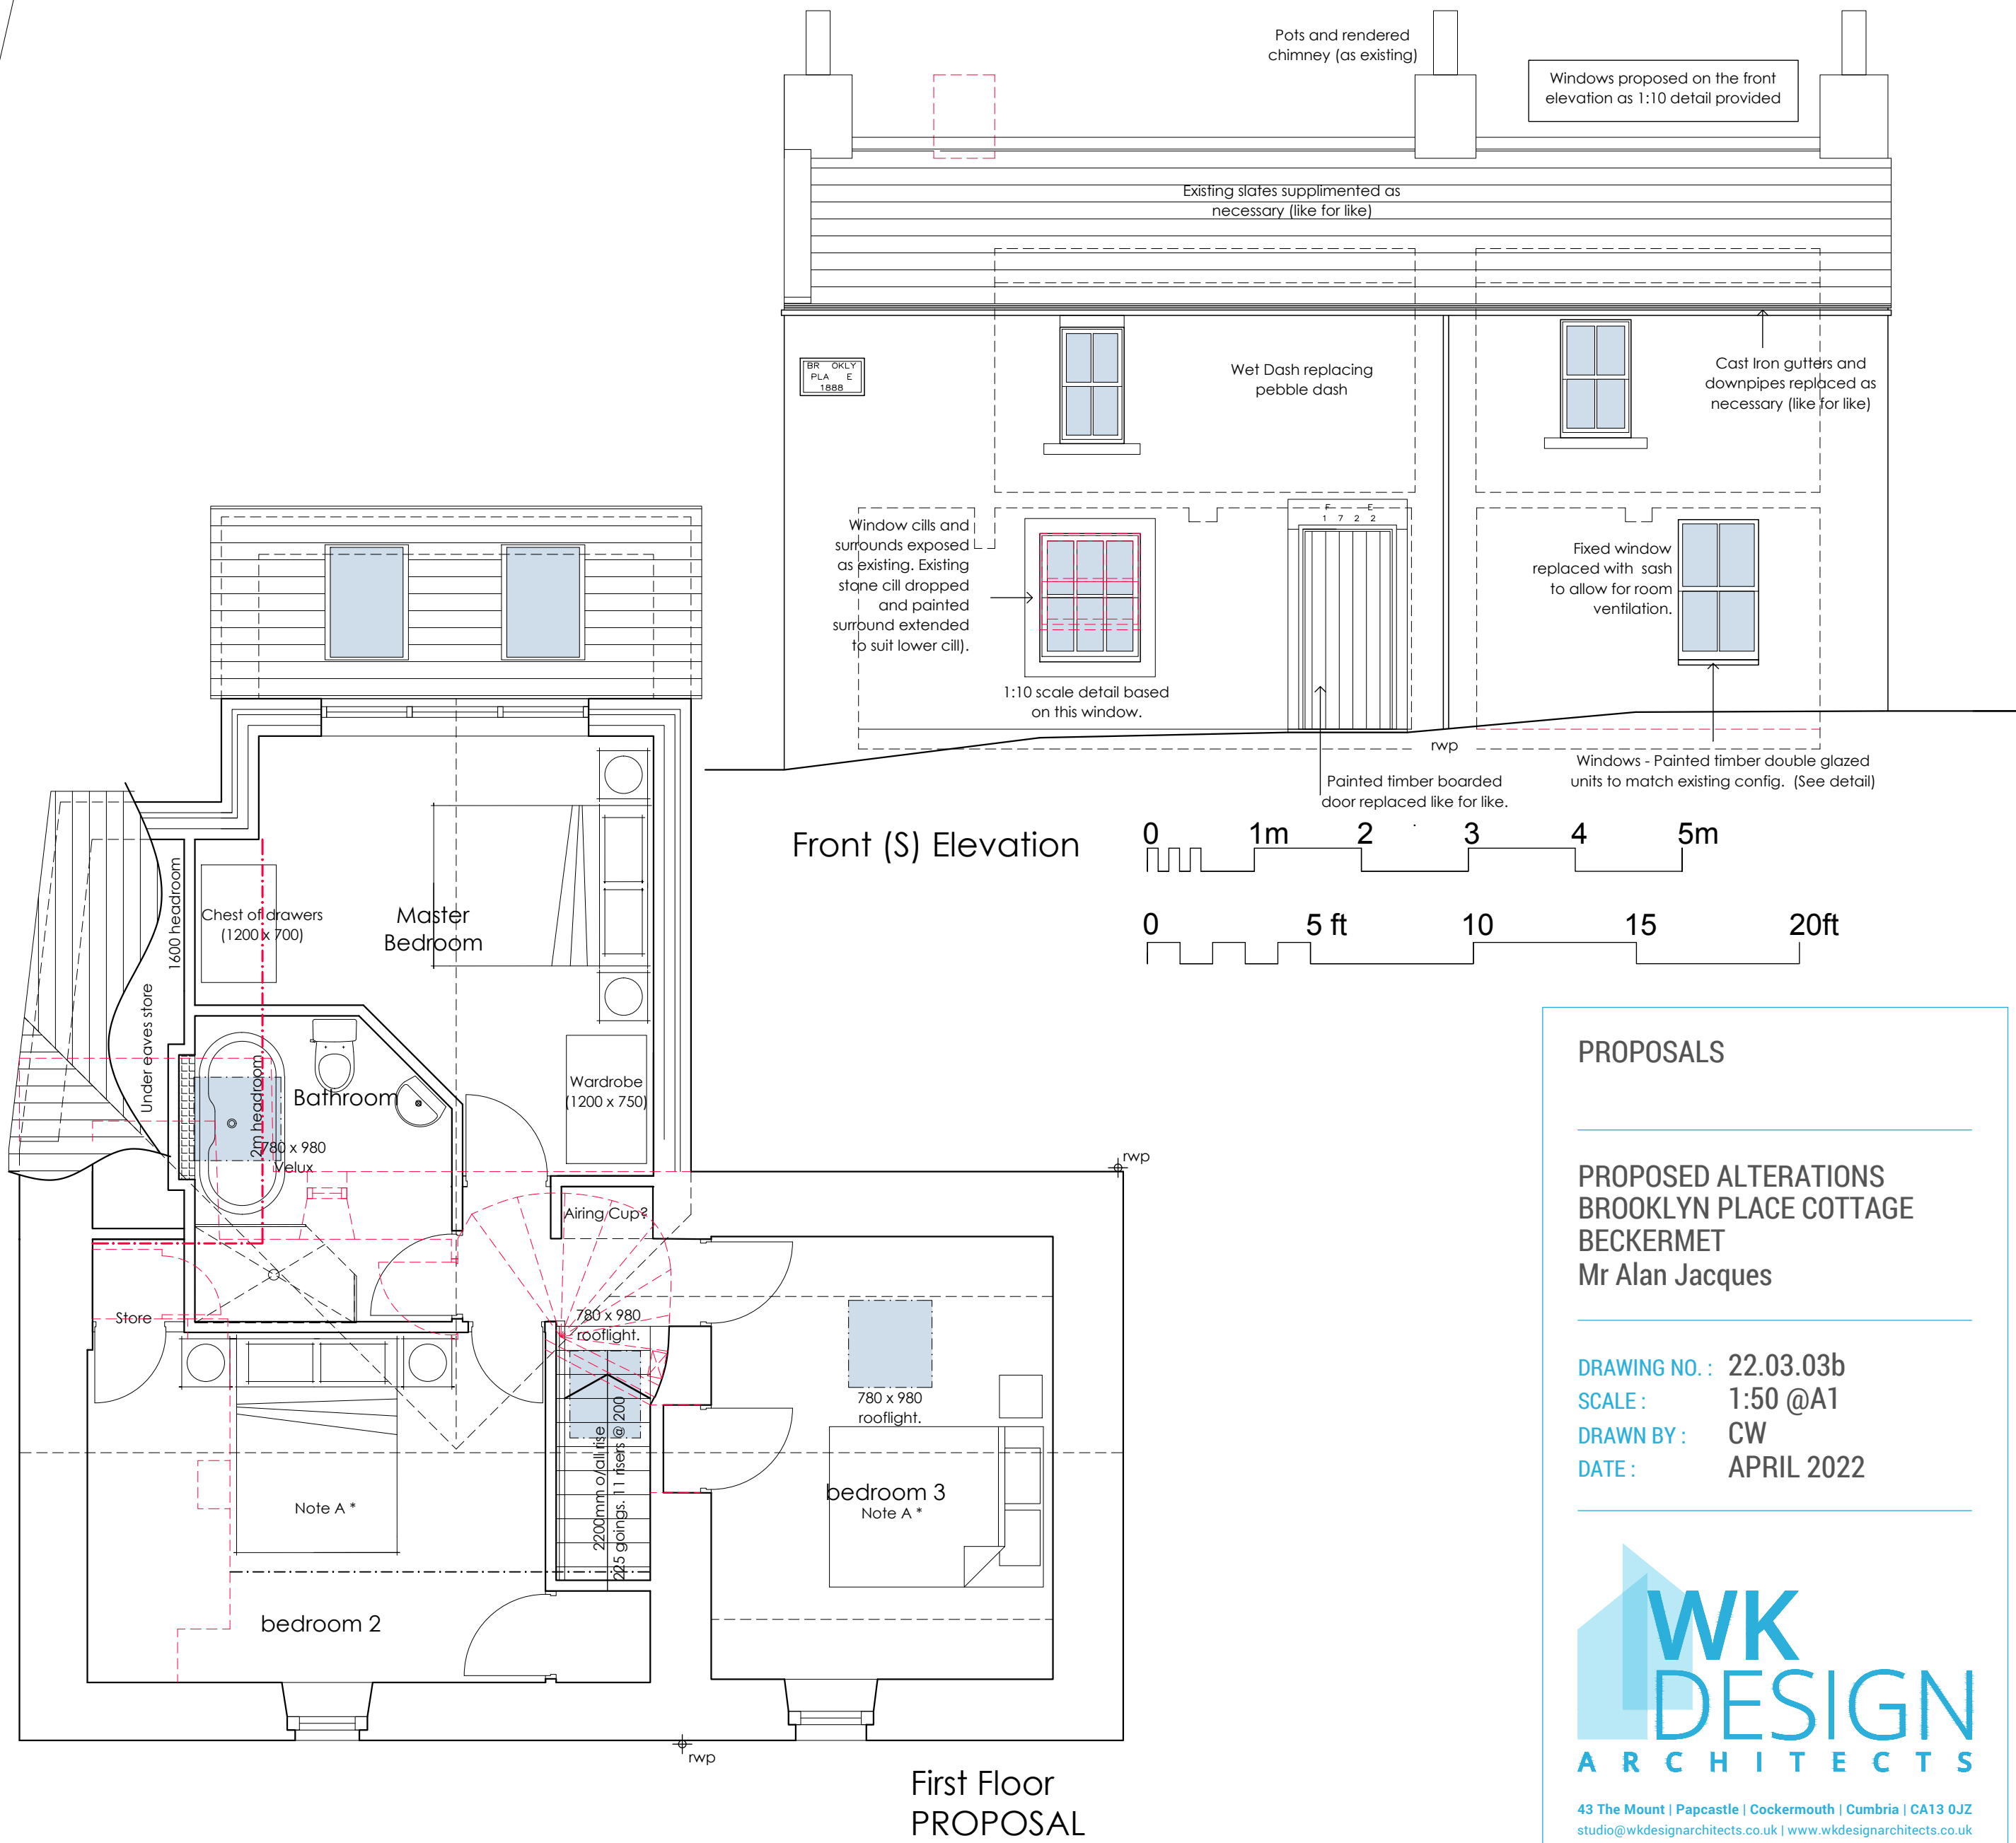 Pots and rendered
chimney (as existing)
Windows proposed on the front
elevation as 1:10 detail provided
Existing slates supplimented as
necessary (like for like)
BR OKLY
PLA E
1888
Wet Dash replacing
pebble dash
Cast Iron gutters and
downpipes replaced as
necessary (like for like)
Window cills and
surrounds exposed
as existing. Existing
stone cill dropped
and painted
surround extended
to suit lower cill).
F E
1 7 2 2
Fixed window
replaced with sash
to allow for room
ventilation.
1:10 scale detail based
on this window.
rwp
Painted timber boarded
door replaced like for like.
Windows - Painted timber double glazed
units to match existing config. (See detail)
Front (S) Elevation
0 1m 2 3 4 5m
0 5 ft 10 15 20ft
1600 headroom
Under eaves store
Chest of drawers
(1200 x 700)
Master
Bedroom
2m headroom
Bathroom
780 x 980
Velux
Wardrobe
(1200 x 750)
rwp
Airing Cup?
Store
780 x 980
rooflight.
2200mm o/all rise
225 goings. 11 risers @ 200
780 x 980
rooflight.
Note A *
bedroom 3
Note A *
bedroom 2
rwp
First Floor
PROPOSAL
PROPOSALS
PROPOSED ALTERATIONS
BROOKLYN PLACE COTTAGE
BECKERMET
Mr Alan Jacques
DRAWING NO. : 22.03.03b
SCALE : 1:50 @A1
DRAWN BY : CW
DATE : APRIL 2022
WK
DESIGN
ARCHITECTS
43 The Mount | Papcastle | Cockermouth | Cumbria | CA13 0JZ
studio@wkdesignarchitects.co.uk | www.wkdesignarchitects.co.uk